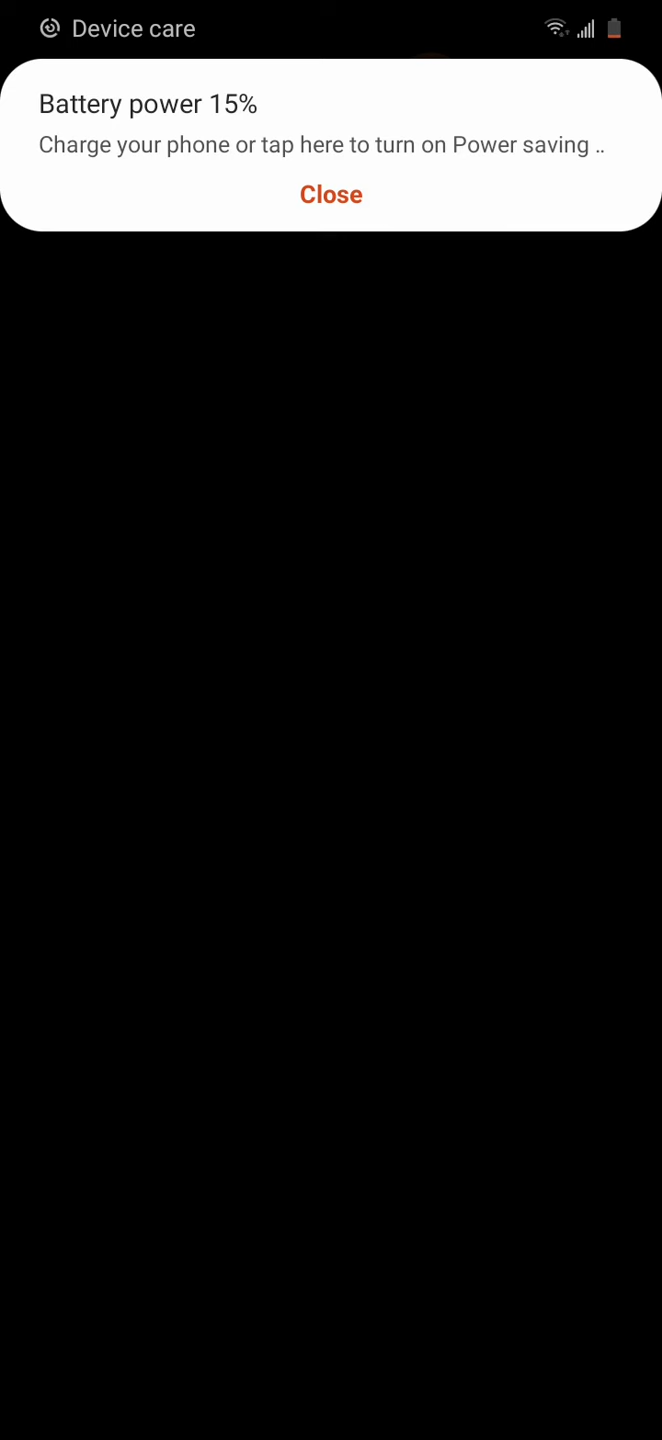 Device care
Battery power 15%
Charge your phone or tap here to turn on Power saving ..
Close